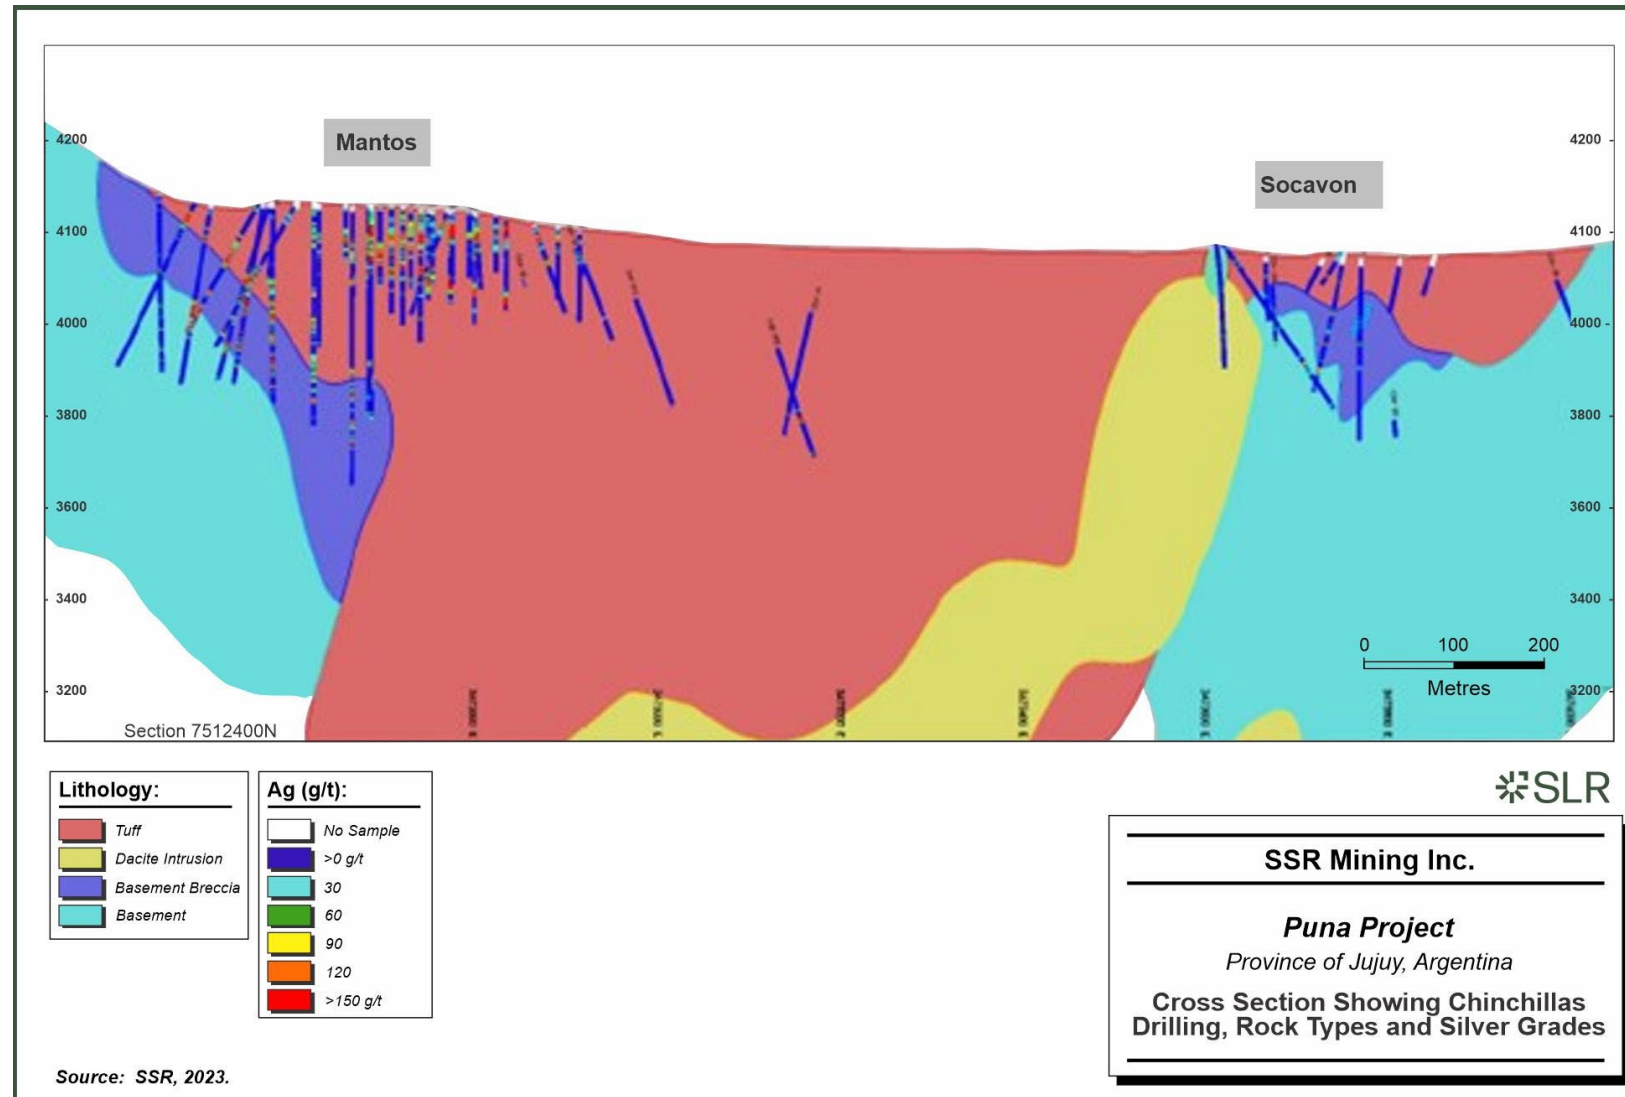 Mantos
Socavon
4200
4200
4100
4100
4000
4000
3800
3800
3600
3600
3400
3400
3200
3200
0 100 200
Metres
Section 7512400N
Lithology:
Tuff
Dacite Intrusion
Basement Breccia
Basement
Ag (g/t):
No Sample
>0 g/t
30
60
90
120
>150 g/t
SLR
SSR Mining Inc.
Puna Project
Province of Jujuy, Argentina
Cross Section Showing Chinchillas
Drilling, Rock Types and Silver Grades
Source: SSR, 2023.